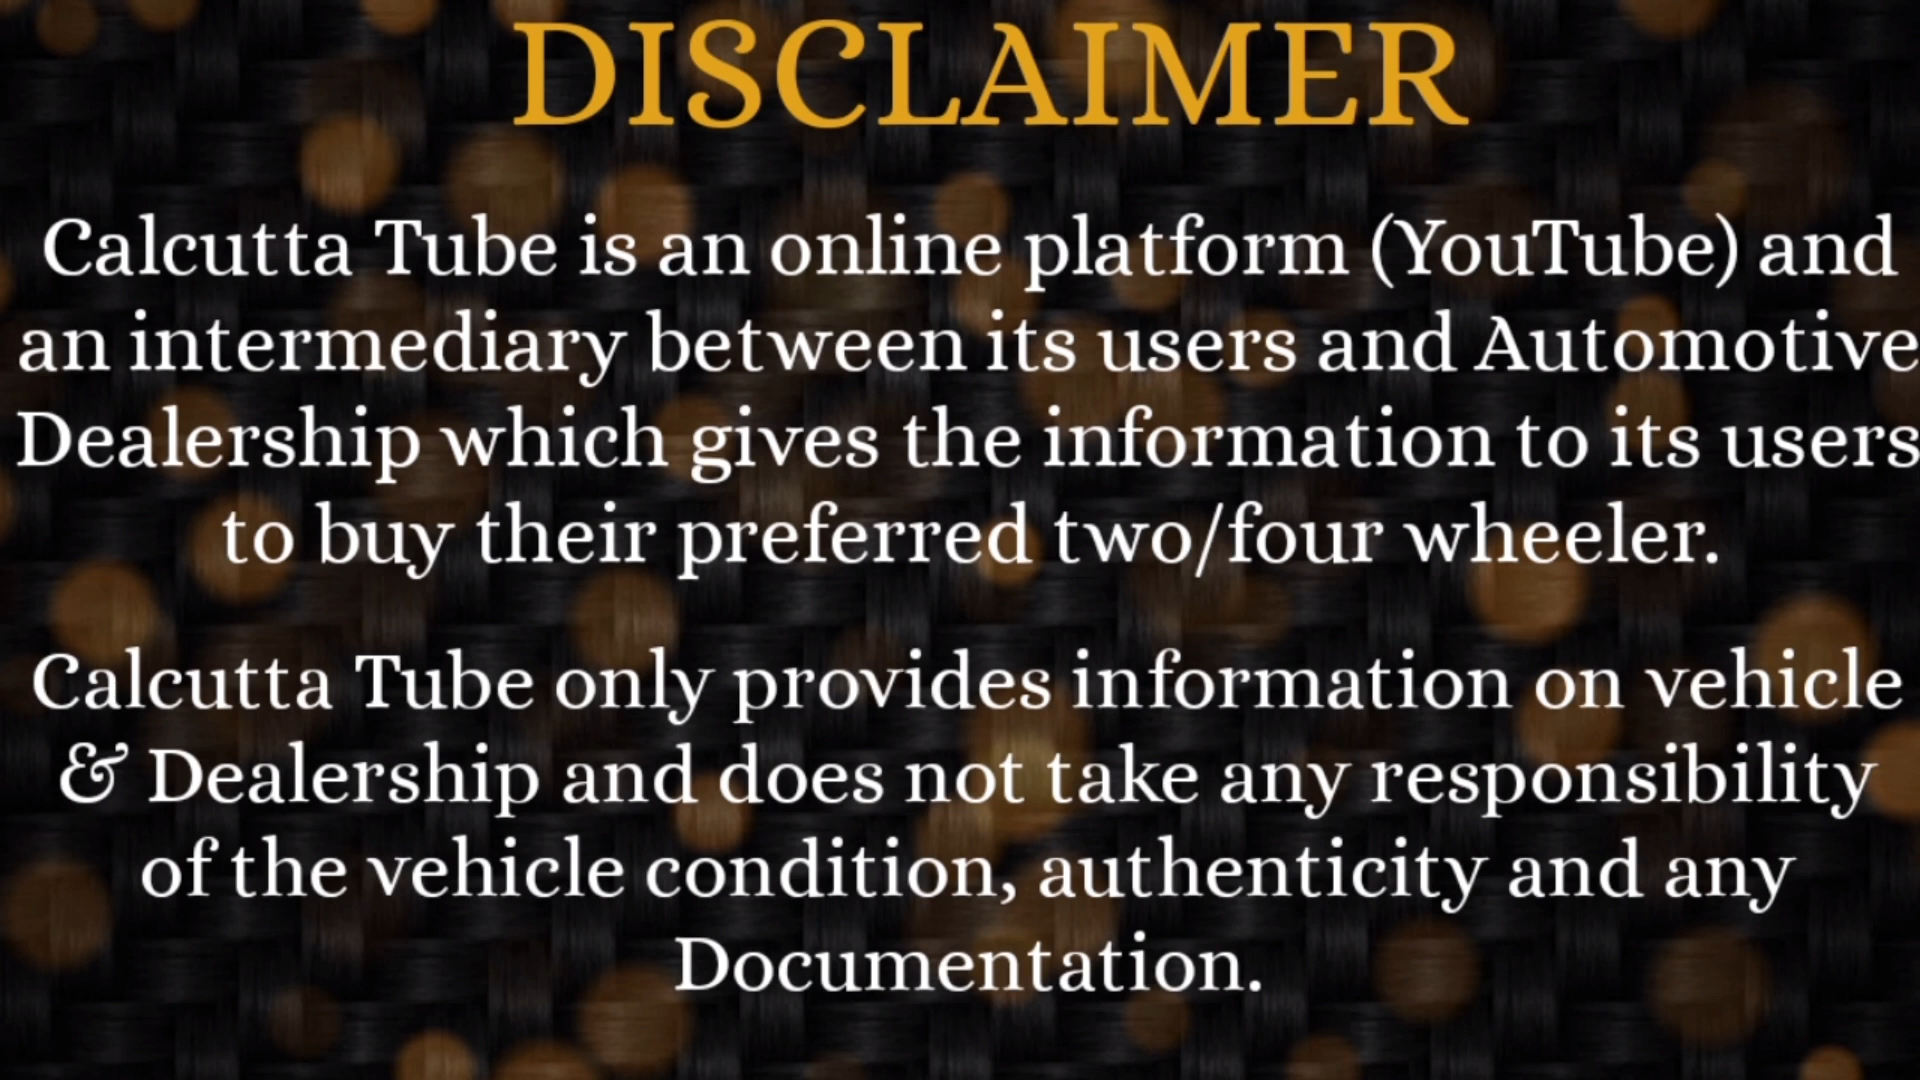 DISCLAIMER
Calcutta Tube is an online platform (YouTube) and
an intermediary between its users and Automotive
Dealership which gives the information to its users
to buy their preferred two/four wheeler.
Calcutta Tube only provides information on vehicle
& Dealership and does not take any responsibility
of the vehicle condition, authenticity and any
Documentation.